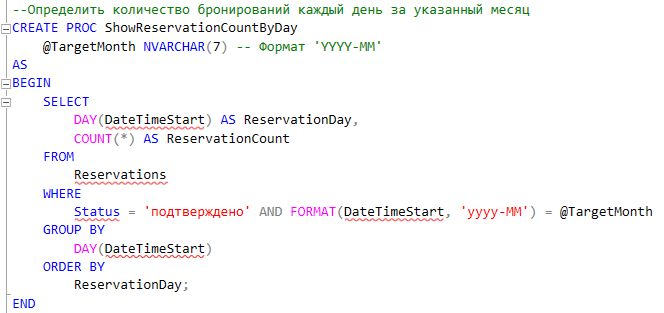 --Определить количество бронирований каждый день за указанный месяц
CREATE PROC ShowReservationCountByDay
@TargetMonth NVARCHAR(7) -- Формат 'YYYY-MM'
AS
BEGIN
SELECT
DAY(DateTimeStart) AS ReservationDay,
COUNT(*) AS ReservationCount
FROM
Reservations
WHERE
Status = 'подтверждено' AND FORMAT(DateTimeStart, 'yyyy-MM') = @TargetMonth
GROUP BY
DAY(DateTimeStart)
ORDER BY
ReservationDay;
END